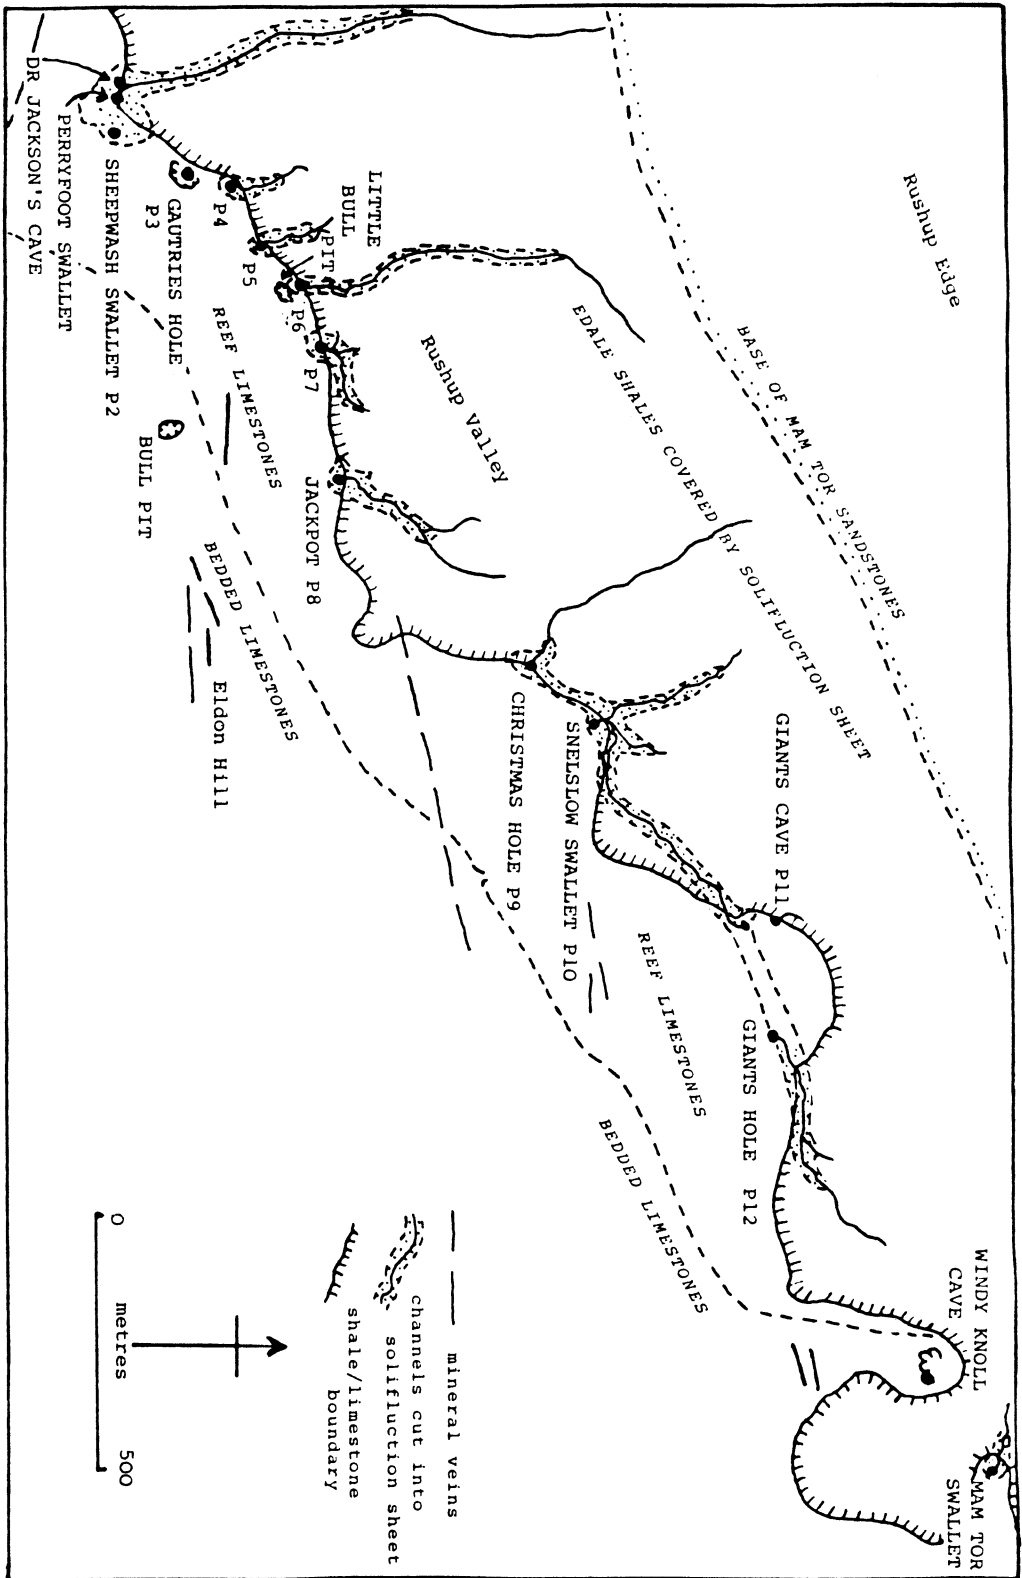 Rushup Edge
BASE OF MAM TOR SANDSTONES
EDALE SHALES COVERED BY SOLIFLUCTION SHEET
Rushup Valley
LITTLE
BULL
PIT
DR JACKSON'S CAVE
PERRYFOOT SWALLET
SHEEPWASH SWALLET P2
GAUTRIES HOLE
P3
P4
P5
P6
P7
JACKPOT P8
CHRISTMAS HOLE P9
SNELSLOW SWALLET P10
GIANTS CAVE P11
GIANTS HOLE P12
WINDY KNOLL
CAVE
MAM TOR
SWALLET
REEF LIMESTONES
REEF LIMESTONES
BULL PIT
BEDDED LIMESTONES
BEDDED LIMESTONES
Eldon Hill
mineral veins
channels cut into
solifluction sheet
shale/limestone
boundary
0 metres 500